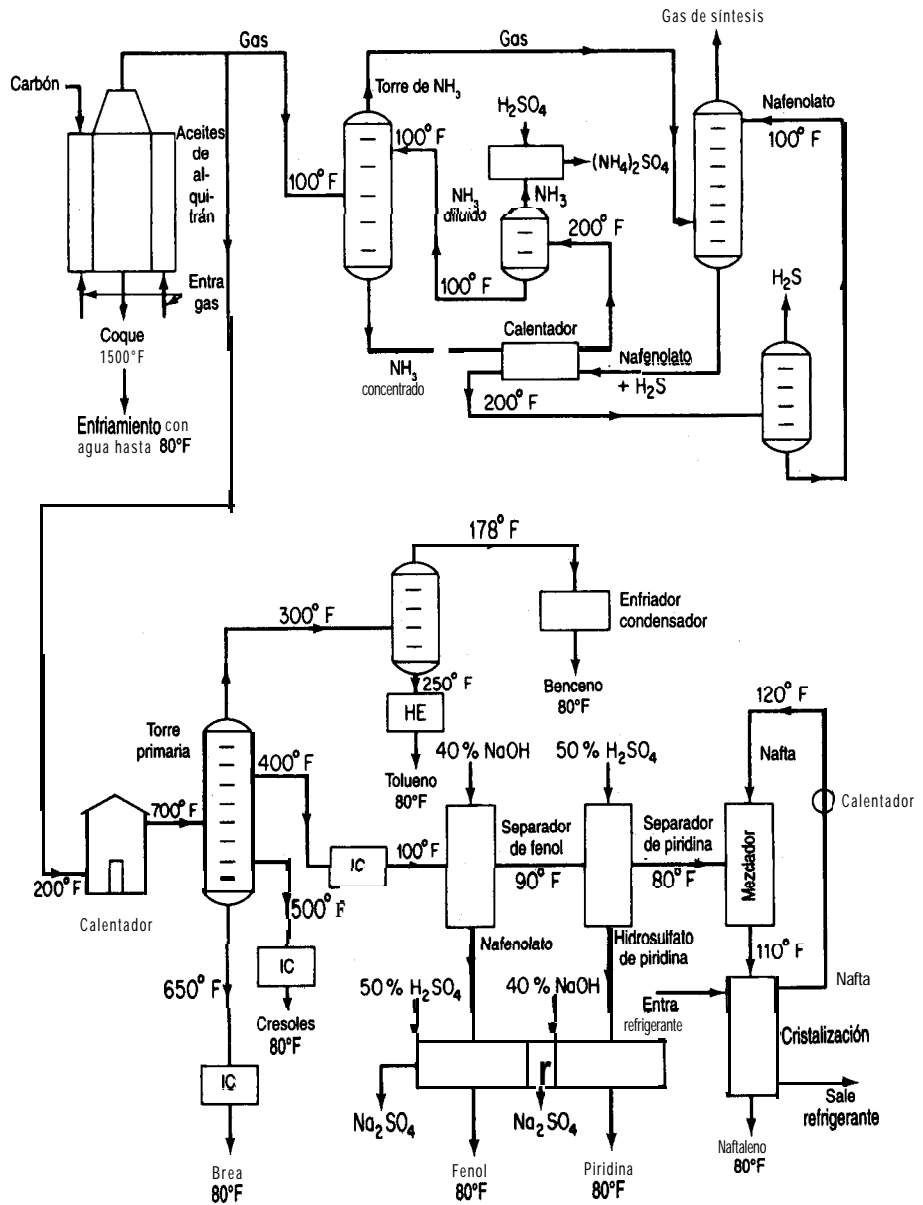 Gas de síntesis
Gas
Gas
Carbón
Torre de NH₃
H₂SO₄
Nafenolato
100° F
Aceites
de
al-
qui-
trán
100° F
(NH₄)₂SO₄
100° F
NH₃
diluido
NH₃
200° F
Entra
gas
100° F
H₂S
Coque
1500°F
Calentador
NH₃
concentrado
Nafenolato
+ H₂S
200° F
Enfriamiento con
agua hasta 80°F
178° F
300° F
Enfriador
condensador
250° F
HE
Benceno
80°F
120° F
Torre
primaria
400° F
Tolueno
80°F
40 % NaOH
50 % H₂SO₄
Nafta
Calentador
700° F
Separador
de fenol
Separador
de piridina
Mezclador
IC
100° F
90° F
80° F
200° F
Calentador
500° F
Nafenolato
Hidrosulfato
de piridina
110° F
IC
650° F
50 % H₂SO₄
40 % NaOH
Nafta
Entra
refrigerante
Cresoles
80°F
Cristalización
IC
r
Sale
refrigerante
Na₂SO₄
Na₂SO₄
Brea
80°F
Fenol
80°F
Piridina
80°F
Naftaleno
80°F